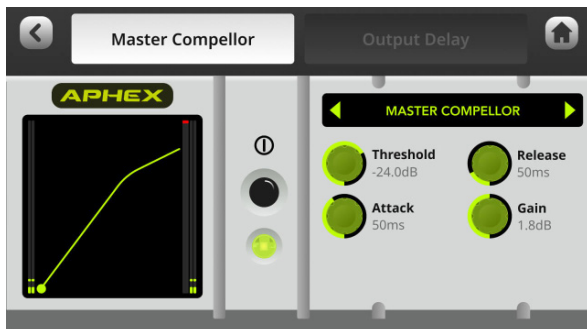 Master Compellor
Output Delay
APHEX
MASTER COMPELLOR
Threshold
-24.0dB
Release
50ms
Attack
50ms
Gain
1.8dB